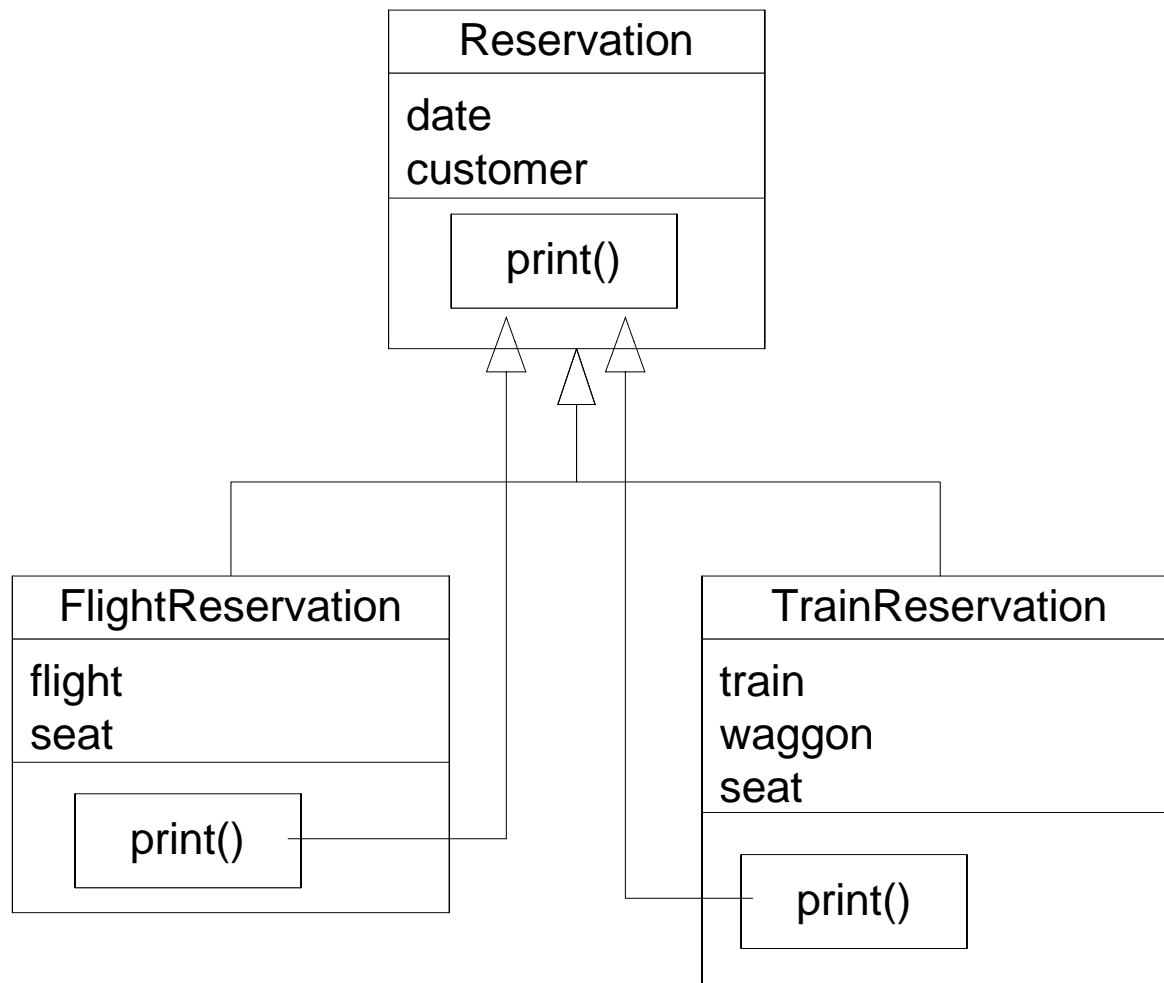 Reservation
date
customer
print()
FlightReservation
flight
seat
print()
TrainReservation
train
waggon
seat
print()